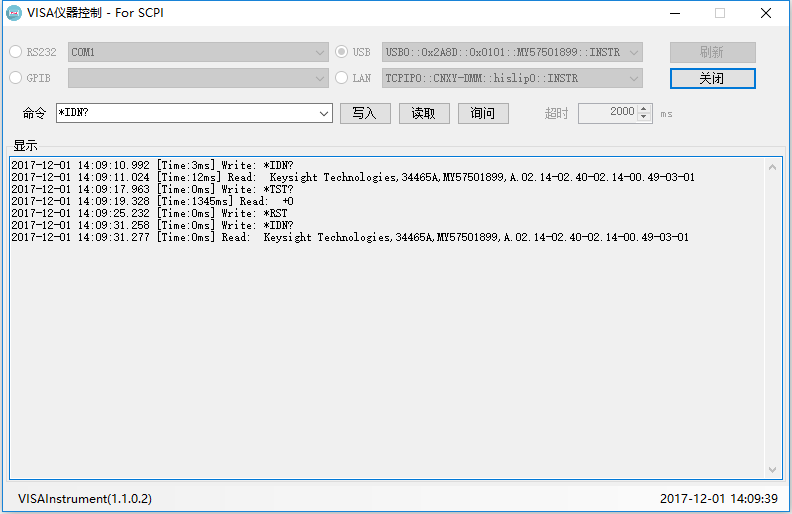 VISA仪器控制 - For SCPI
RS232 COM1 USB USB0::0x2A8D::0x0101::MY57501899::INSTR 刷新
GPIB LAN TCPIP0::CNXY-DMM::hislip0::INSTR 关闭
命令 *IDN? 写入 读取 询问 超时 2000 ms
显示
2017-12-01 14:09:10.992 [Time:3ms] Write: *IDN?
2017-12-01 14:09:11.024 [Time:12ms] Read:  Keysight Technologies,34465A,MY57501899,A.02.14-02.40-02.14-00.49-03-01
2017-12-01 14:09:17.963 [Time:0ms] Write: *TST?
2017-12-01 14:09:19.328 [Time:1345ms] Read:  +0
2017-12-01 14:09:25.232 [Time:0ms] Write: *RST
2017-12-01 14:09:31.258 [Time:0ms] Write: *IDN?
2017-12-01 14:09:31.277 [Time:0ms] Read:  Keysight Technologies,34465A,MY57501899,A.02.14-02.40-02.14-00.49-03-01
VISAInstrument(1.1.0.2) 2017-12-01 14:09:39